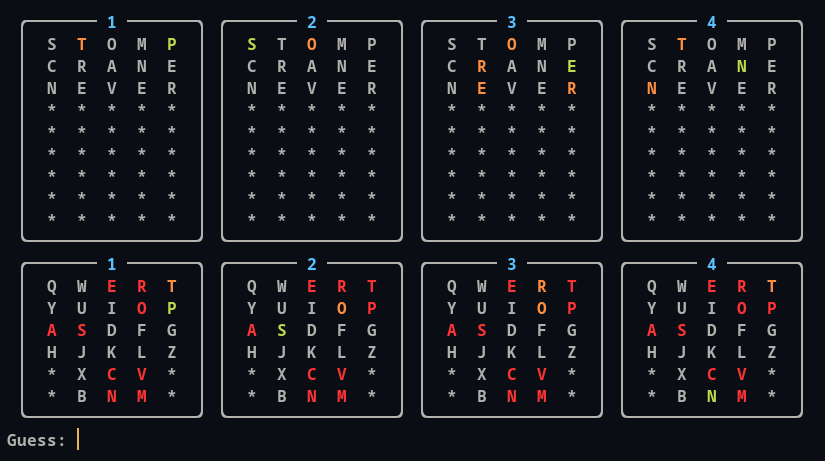 1 2 3 4
S T O M P S T O M P S T O M P S T O M P
C R A N E C R A N E C R A N E C R A N E
N E V E R N E V E R N E V E R N E V E R
* * * * * * * * * * * * * * * * * * * *
* * * * * * * * * * * * * * * * * * * *
* * * * * * * * * * * * * * * * * * * *
* * * * * * * * * * * * * * * * * * * *
* * * * * * * * * * * * * * * * * * * *
* * * * * * * * * * * * * * * * * * * *
1 2 3 4
Q W E R T Q W E R T Q W E R T Q W E R T
Y U I O P Y U I O P Y U I O P Y U I O P
A S D F G A S D F G A S D F G A S D F G
H J K L Z H J K L Z H J K L Z H J K L Z
* X C V * * X C V * * X C V * * X C V *
* B N M * * B N M * * B N M * * B N M *
Guess: